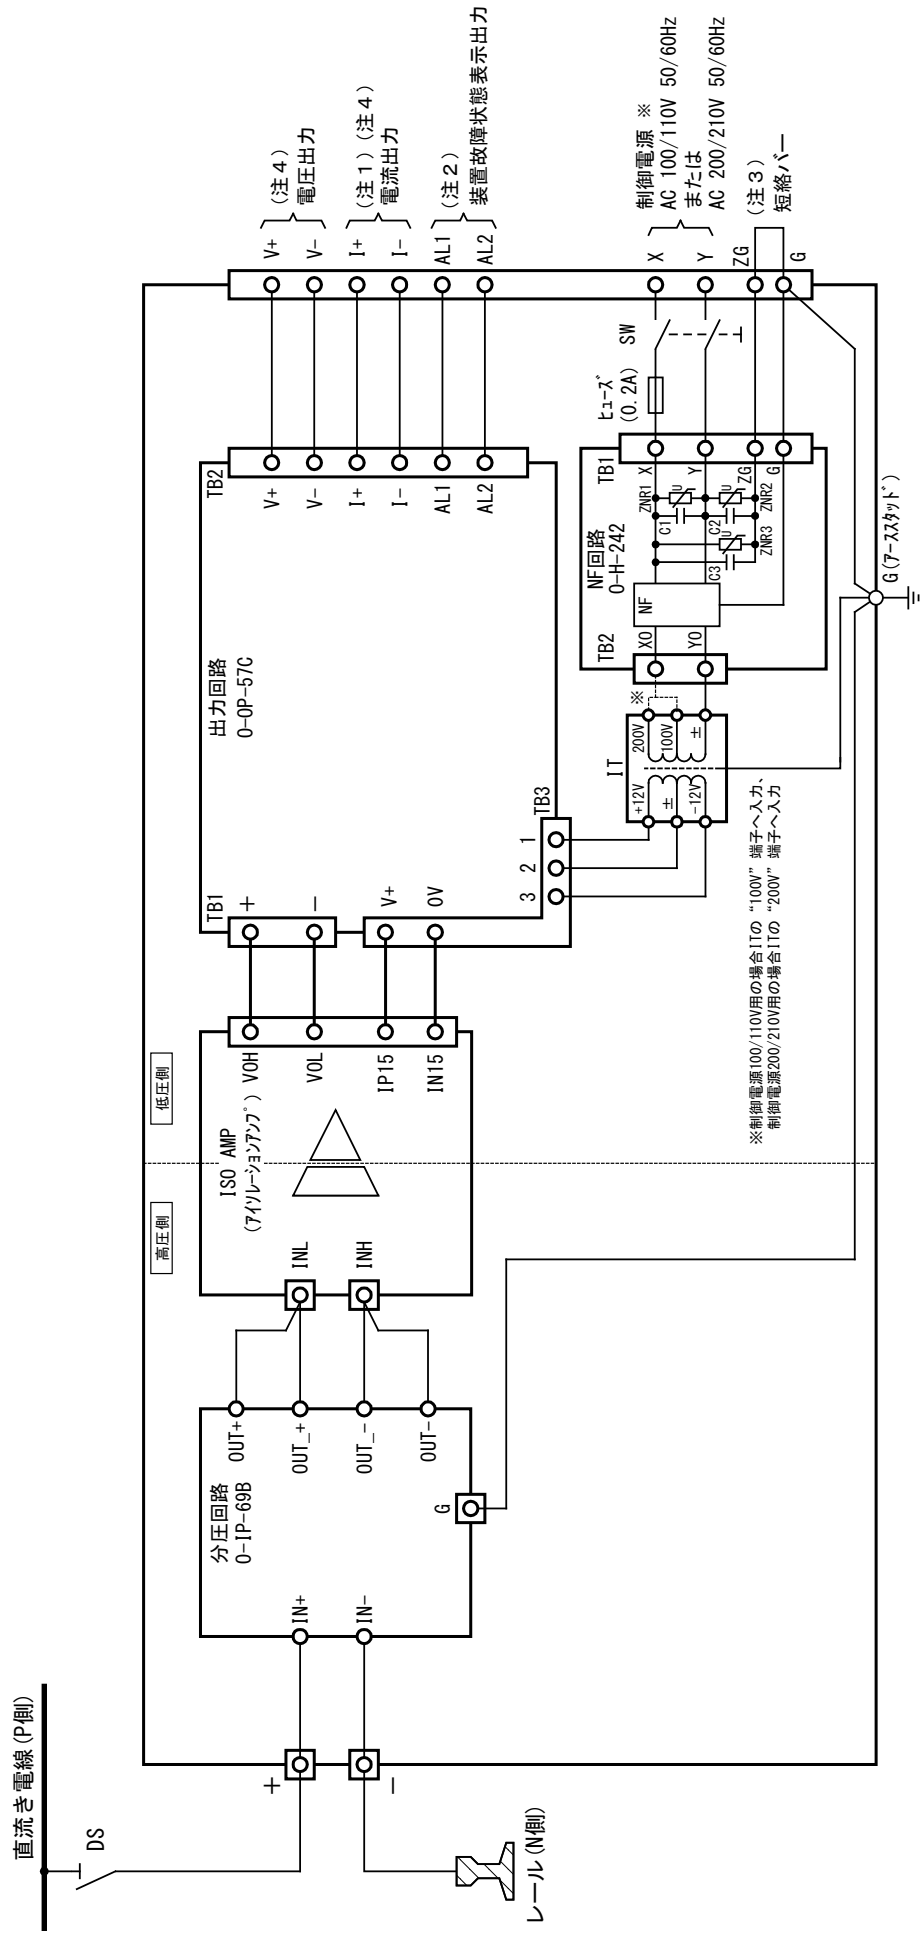 直流き電線(P側)
DS
レール(N側)
+
-
分圧回路
O-IP-69B
IN+
IN-
OUT+
OUT_+
OUT_-
OUT-
G
高圧側
低圧側
ISO AMP
(ｱｲｿﾚｰｼｮﾝｱﾝﾌﾟ)
INL
INH
VOH
VOL
IP15
IN15
出力回路
O-OP-57C
TB1
+
-
V+
0V
TB3
3
2
1
TB2
V+
V-
I+
I-
AL1
AL2
IT
+12V
±
-12V
200V
100V
±
※
NF回路
O-H-242
TB2
XO
YO
NF
C3
ZNR3
U
C1
ZNR1
U
C2
ZNR2
U
TB1
X
Y
ZG
G
ﾋｭｰｽﾞ
(0.2A)
SW
V+
V-
I+
I-
AL1
AL2
X
Y
ZG
G
(注４)
電圧出力
(注１)(注４)
電流出力
(注２)
装置故障状態表示出力
制御電源 ※
AC 100/110V 50/60Hz
または
AC 200/210V 50/60Hz
(注３)
短絡バー
G(ｱｰｽｽﾀｯﾄﾞ)
※制御電源100/110V用の場合ITの“100V”端子へ入力、
制御電源200/210V用の場合ITの“200V”端子へ入力